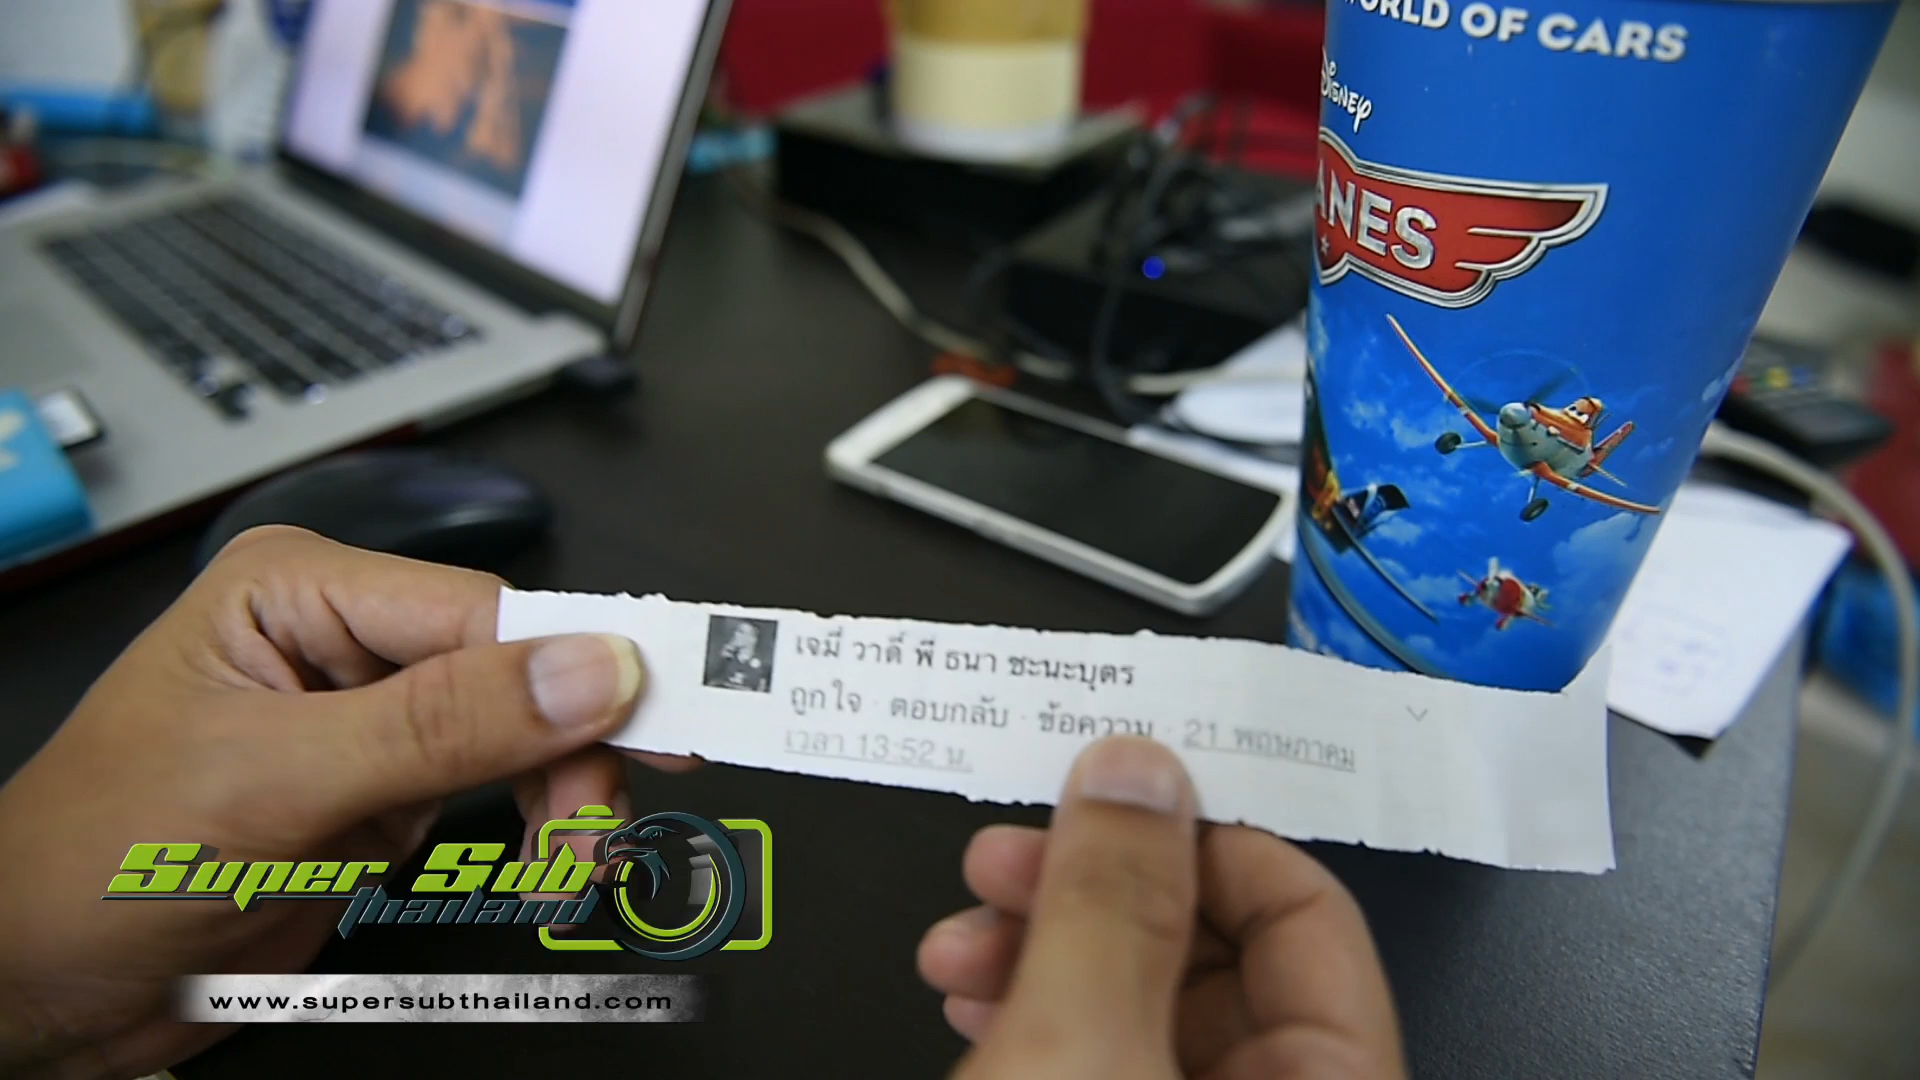 WORLD OF CARS
Disney
ANES
เจมี่ วาดี้ พี ธนา ชะนะบุตร
ถูกใจ · ตอบกลับ · ข้อความ · 21 พฤษภาคม
เวลา 13:52 น.
Super Sub
thailand
www.supersubthailand.com